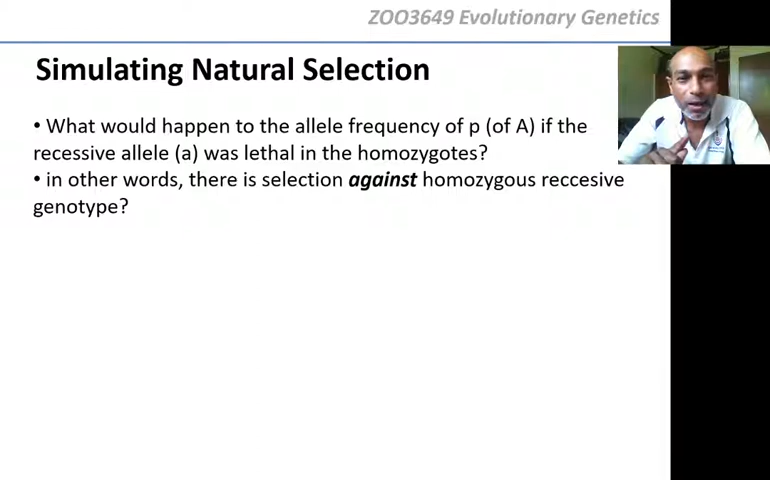 ZOO3649 Evolutionary Genetics
Simulating Natural Selection
• What would happen to the allele frequency of p (of A) if the
recessive allele (a) was lethal in the homozygotes?
• in other words, there is selection against homozygous reccesive
genotype?